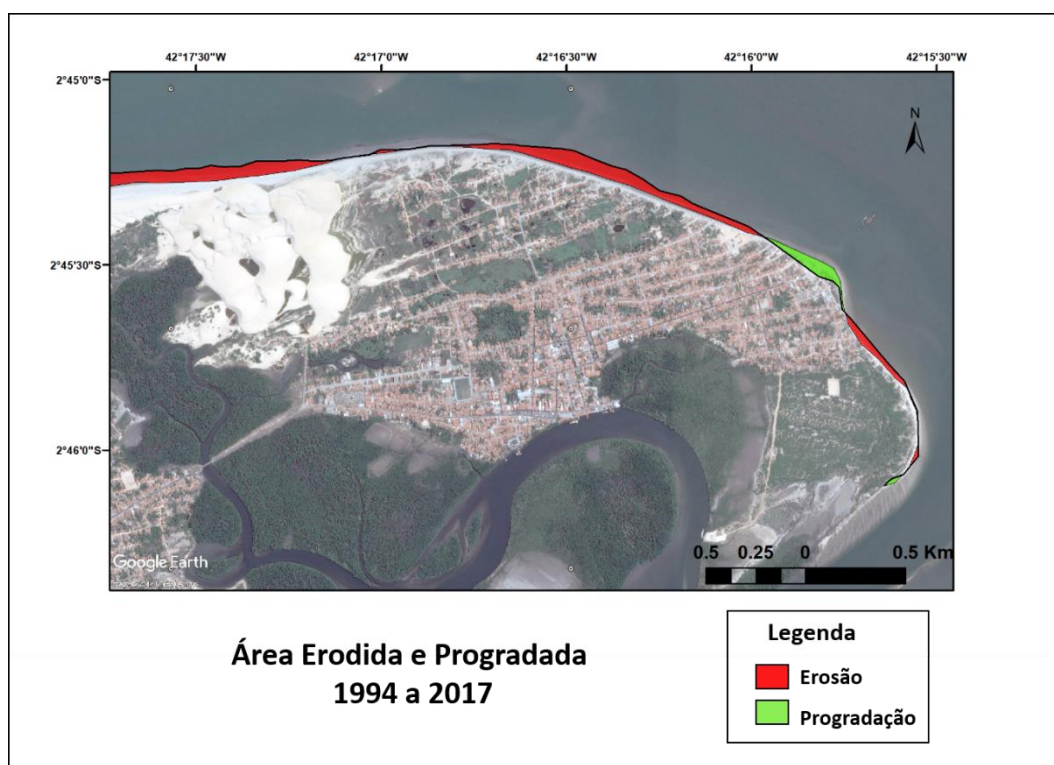 42°17'30"W 42°17'0"W 42°16'30"W 42°16'0"W 42°15'30"W
2°45'0"S
N
2°45'30"S
2°46'0"S
Google Earth
0.5 0.25 0 0.5 Km
Área Erodida e Progradada
1994 a 2017
Legenda
Erosão
Progradação